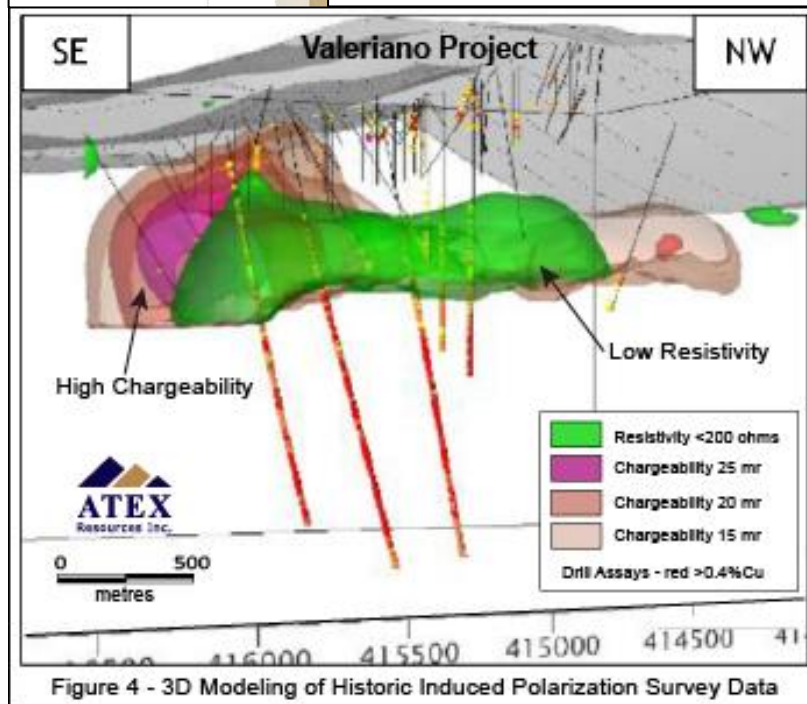 SE
Valeriano Project
NW
High Chargeability
Low Resistivity
Resistivity <200 ohms
Chargeability 25 mr
Chargeability 20 mr
Chargeability 15 mr
Drill Assays - red >0.4%Cu
ATEX
Resources Inc.
0 500
metres
416000 415500 415000 414500
Figure 4 - 3D Modeling of Historic Induced Polarization Survey Data